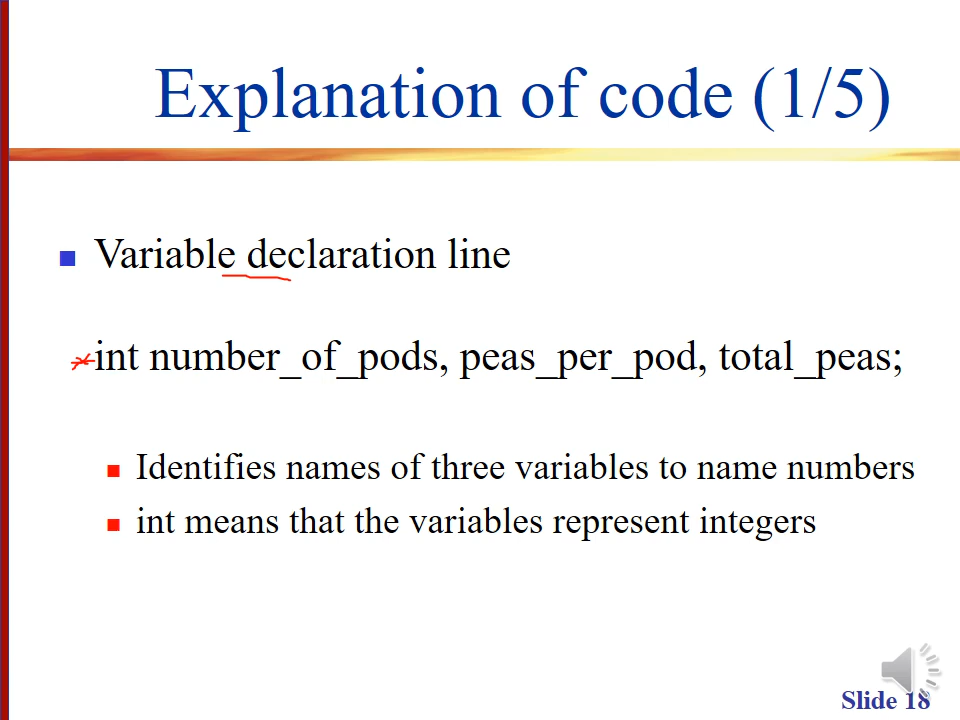 Explanation of code (1/5)
Variable declaration line
int number_of_pods, peas_per_pod, total_peas;
Identifies names of three variables to name numbers
int means that the variables represent integers
Slide 18